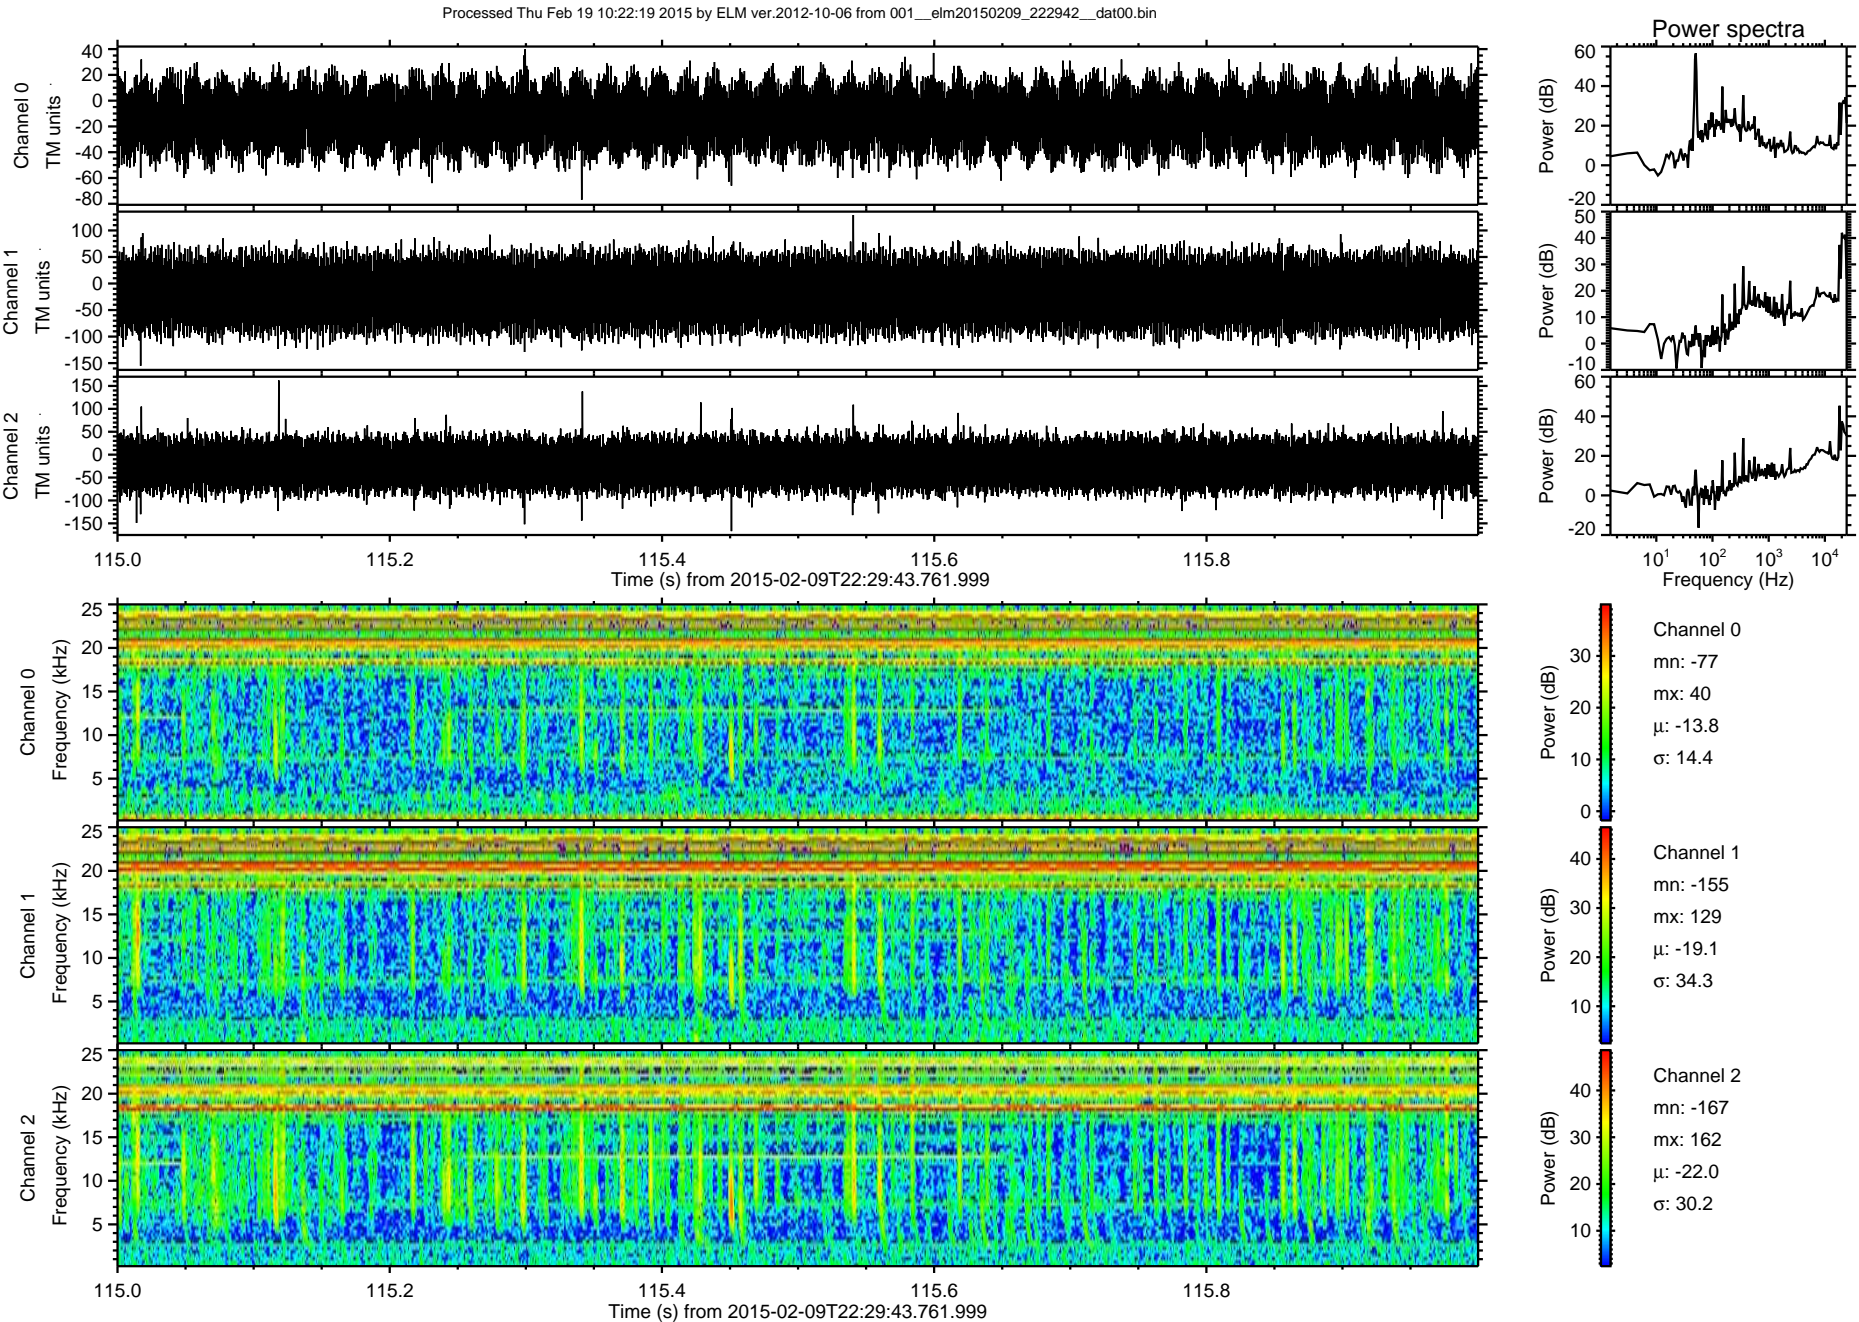 Processed Thu Feb 19 10:22:19 2015 by ELM ver.2012-10-06 from 001__elm20150209_222942__dat00.bin
Power spectra
Channel 0
TM units
40
20
0
-20
-40
-60
-80
Power (dB)
60
40
20
0
-20
Channel 1
TM units
100
50
0
-50
-100
-150
Power (dB)
50
40
30
20
10
0
-10
Channel 2
TM units
150
100
50
0
-50
-100
-150
Power (dB)
60
40
20
0
-20
115.0 115.2 115.4 115.6 115.8
Time (s) from 2015-02-09T22:29:43.761.999
10¹ 10² 10³ 10⁴
Frequency (Hz)
Channel 0
Frequency (kHz)
25
20
15
10
5
Power (dB)
30
20
10
0
Channel 0
mn: -77
mx: 40
μ: -13.8
σ: 14.4
Channel 1
Frequency (kHz)
25
20
15
10
5
Power (dB)
40
30
20
10
Channel 1
mn: -155
mx: 129
μ: -19.1
σ: 34.3
Channel 2
Frequency (kHz)
25
20
15
10
5
Power (dB)
40
30
20
10
Channel 2
mn: -167
mx: 162
μ: -22.0
σ: 30.2
115.0 115.2 115.4 115.6 115.8
Time (s) from 2015-02-09T22:29:43.761.999